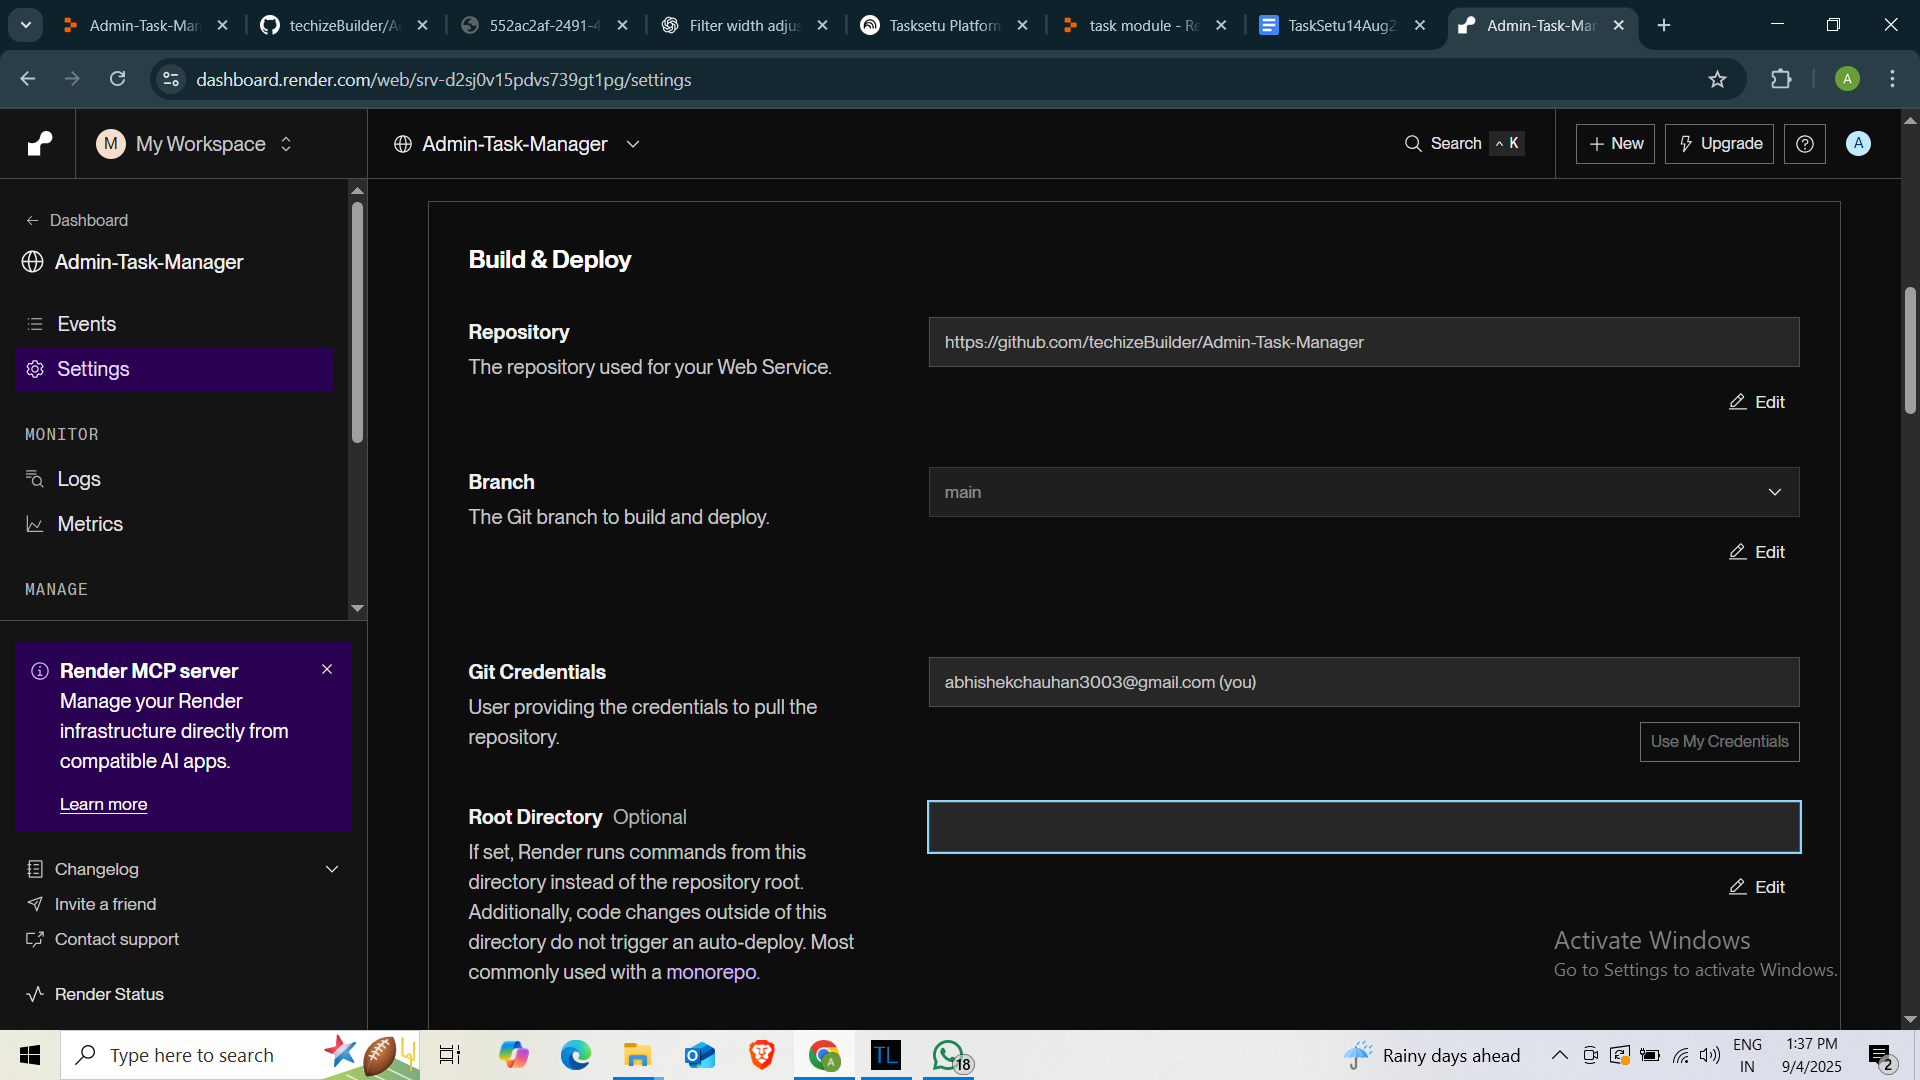 Admin-Task-Man
techizeBuilder/A
552ac2af-2491-4
Filter width adjus
Tasksetu Platform
task module - Re
TaskSetu14Aug2
Admin-Task-Man
dashboard.render.com/web/srv-d2sj0v15pdvs739gt1pg/settings
A
M My Workspace
Admin-Task-Manager
Search ^ K
+ New
Upgrade
A
← Dashboard
Admin-Task-Manager
Events
Settings
MONITOR
Logs
Metrics
MANAGE
Render MCP server
Manage your Render
infrastructure directly from
compatible AI apps.
Learn more
Changelog
Invite a friend
Contact support
Render Status
Build & Deploy
Repository
The repository used for your Web Service.
https://github.com/techizeBuilder/Admin-Task-Manager
Edit
Branch
The Git branch to build and deploy.
main
Edit
Git Credentials
User providing the credentials to pull the
repository.
abhishekchauhan3003@gmail.com (you)
Use My Credentials
Root Directory Optional
If set, Render runs commands from this
directory instead of the repository root.
Additionally, code changes outside of this
directory do not trigger an auto-deploy. Most
commonly used with a monorepo.
Edit
Activate Windows
Go to Settings to activate Windows.
Type here to search
TL
18
Rainy days ahead
ENG
IN
1:37 PM
9/4/2025
2